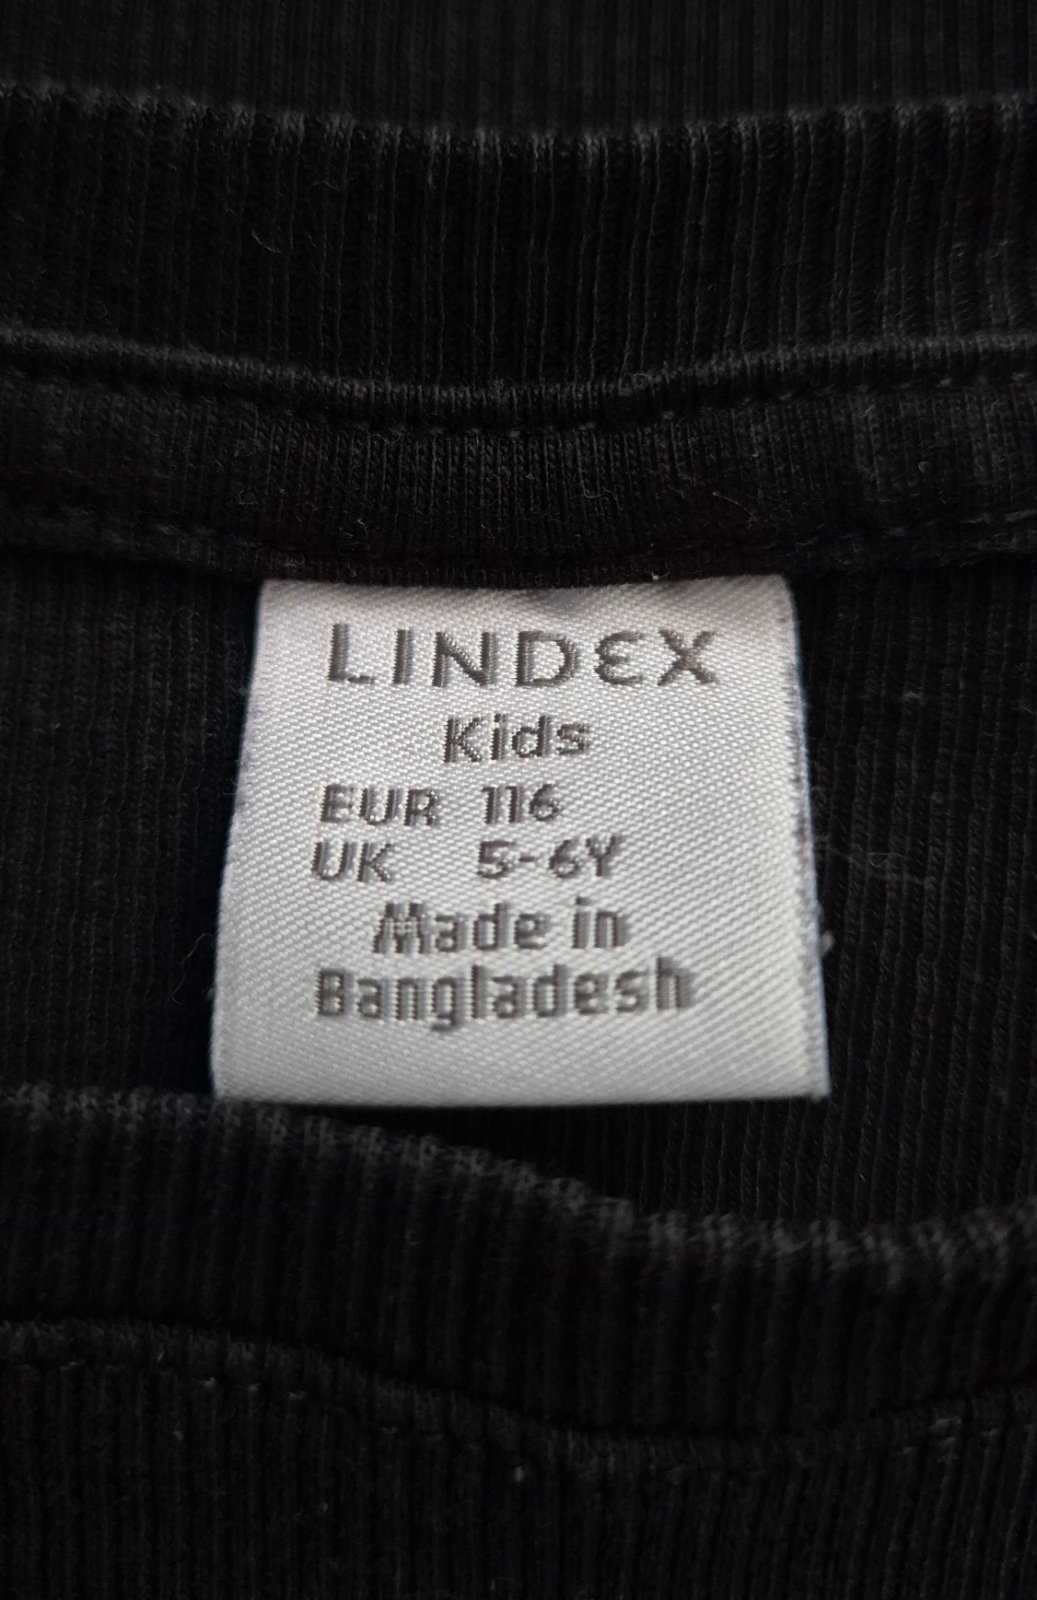 LINDEX
Kids
EUR 116
UK 5-6Y
Made in
Bangladesh